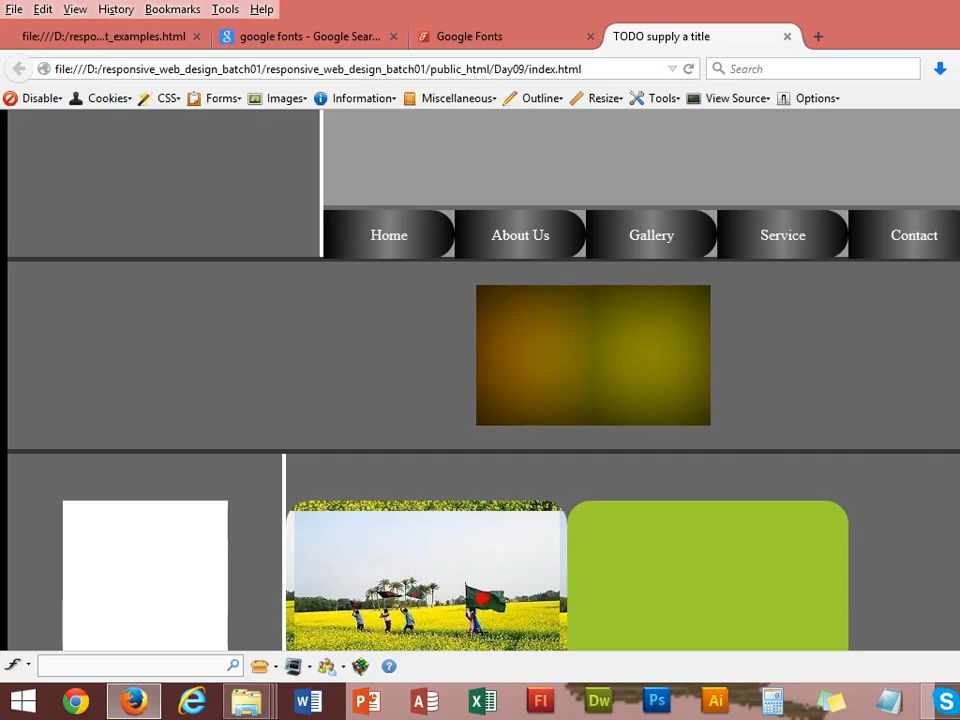 File Edit View History Bookmarks Tools Help
file:///D:/respo...t_examples.html × google fonts - Google Sear... × Google Fonts × TODO supply a title × +
file:///D:/responsive_web_design_batch01/responsive_web_design_batch01/public_html/Day09/index.html Search
Disable Cookies CSS Forms Images Information Miscellaneous Outline Resize Tools View Source Options
Home About Us Gallery Service Contact